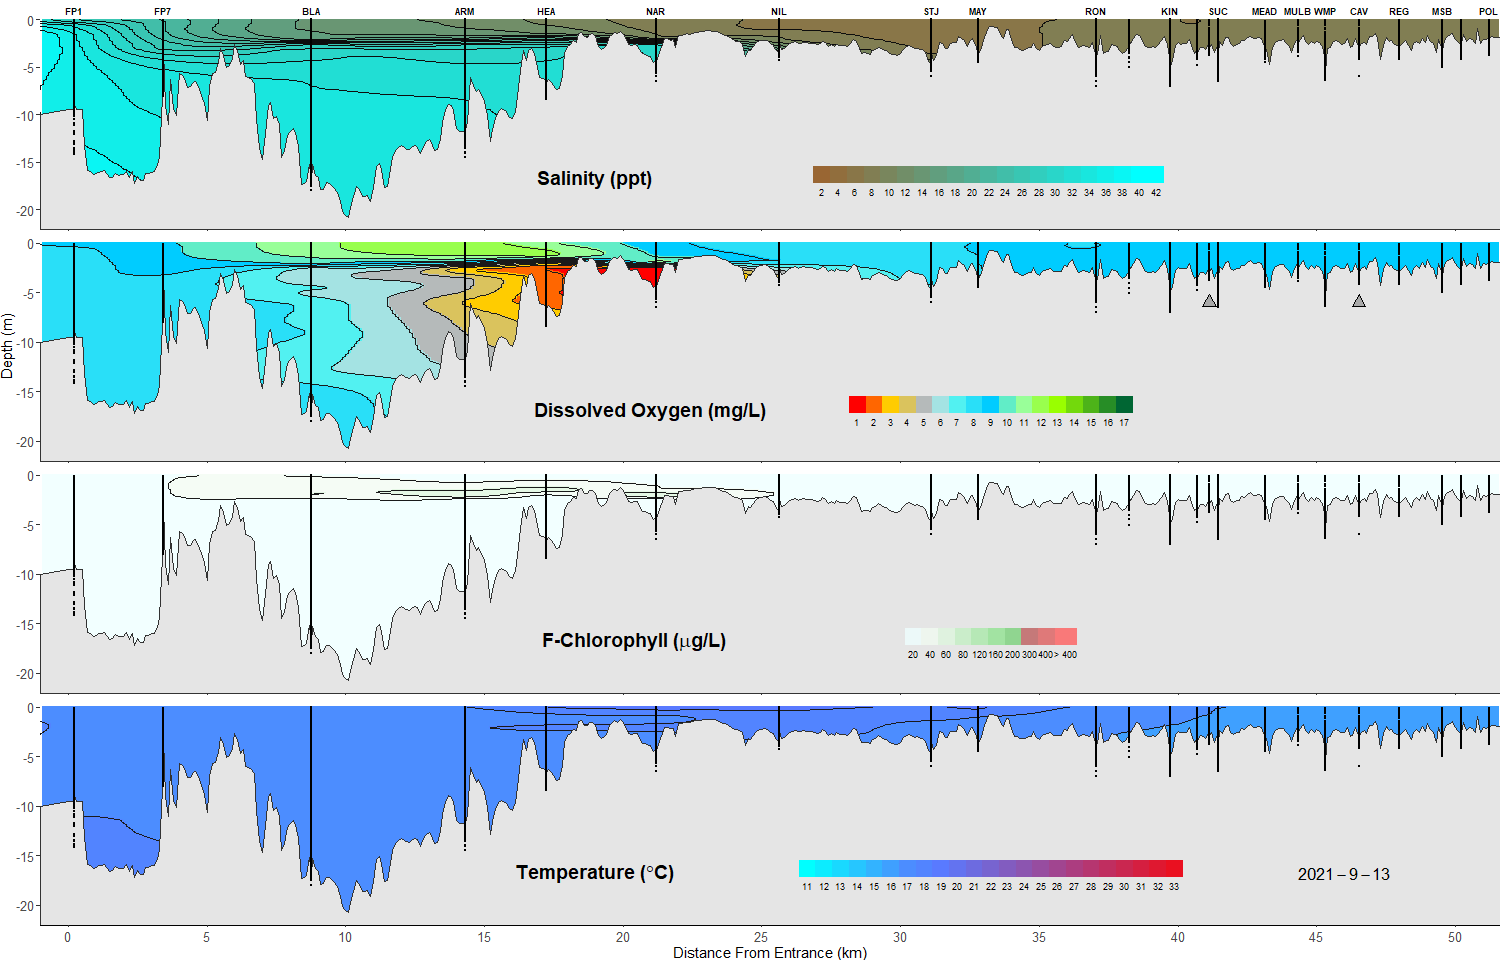 FP1 FP7 BLA ARM HEA NAR NIL STJ MAY RON KIN SUC MEAD MULB WMP CAV REG MSB POL
0
-5
-10
-15
-20
Salinity (ppt)
2 4 6 8 10 12 14 16 18 20 22 24 26 28 30 32 34 36 38 40 42
0
-5
-10
-15
-20
Dissolved Oxygen (mg/L)
1 2 3 4 5 6 7 8 9 10 11 12 13 14 15 16 17
Depth (m)
0
-5
-10
-15
-20
F-Chlorophyll (μg/L)
20 40 60 80 120 160 200 300 400 > 400
0
-5
-10
-15
-20
Temperature (°C)
11 12 13 14 15 16 17 18 19 20 21 22 23 24 25 26 27 28 29 30 31 32 33
2021 – 9 – 13
0 5 10 15 20 25 30 35 40 45 50
Distance From Entrance (km)